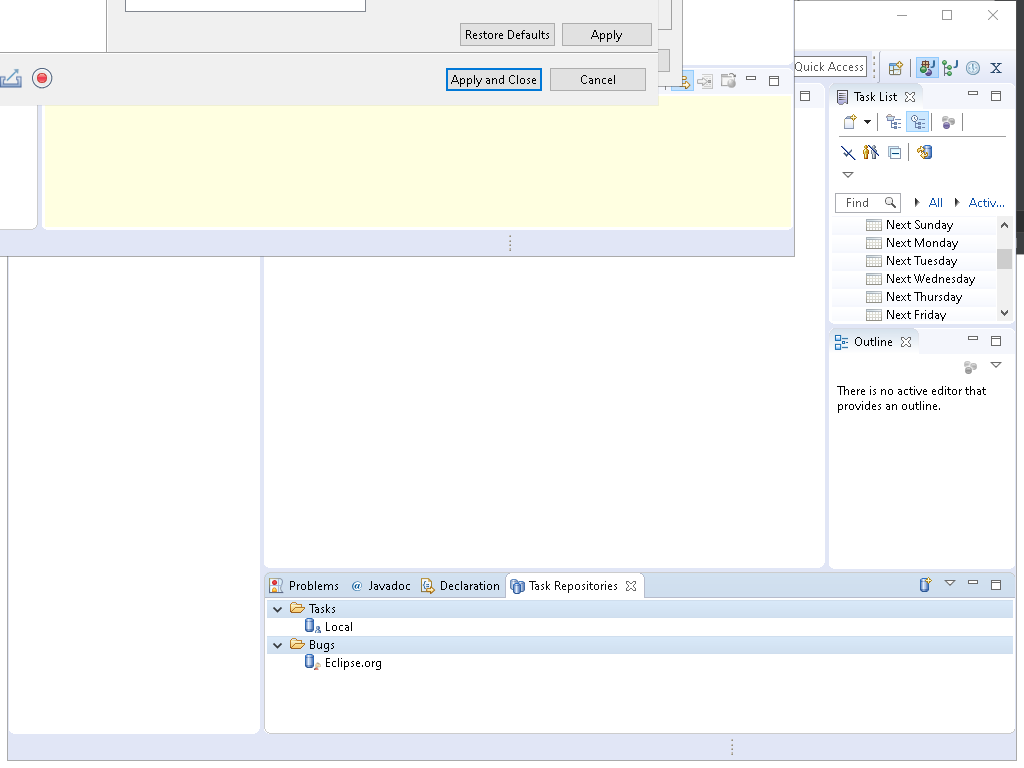 Restore Defaults
Apply
Apply and Close
Cancel
Quick Access
Task List
Find
All
Activ...
Next Sunday
Next Monday
Next Tuesday
Next Wednesday
Next Thursday
Next Friday
Outline
There is no active editor that
provides an outline.
Problems
@ Javadoc
Declaration
Task Repositories
Tasks
Local
Bugs
Eclipse.org